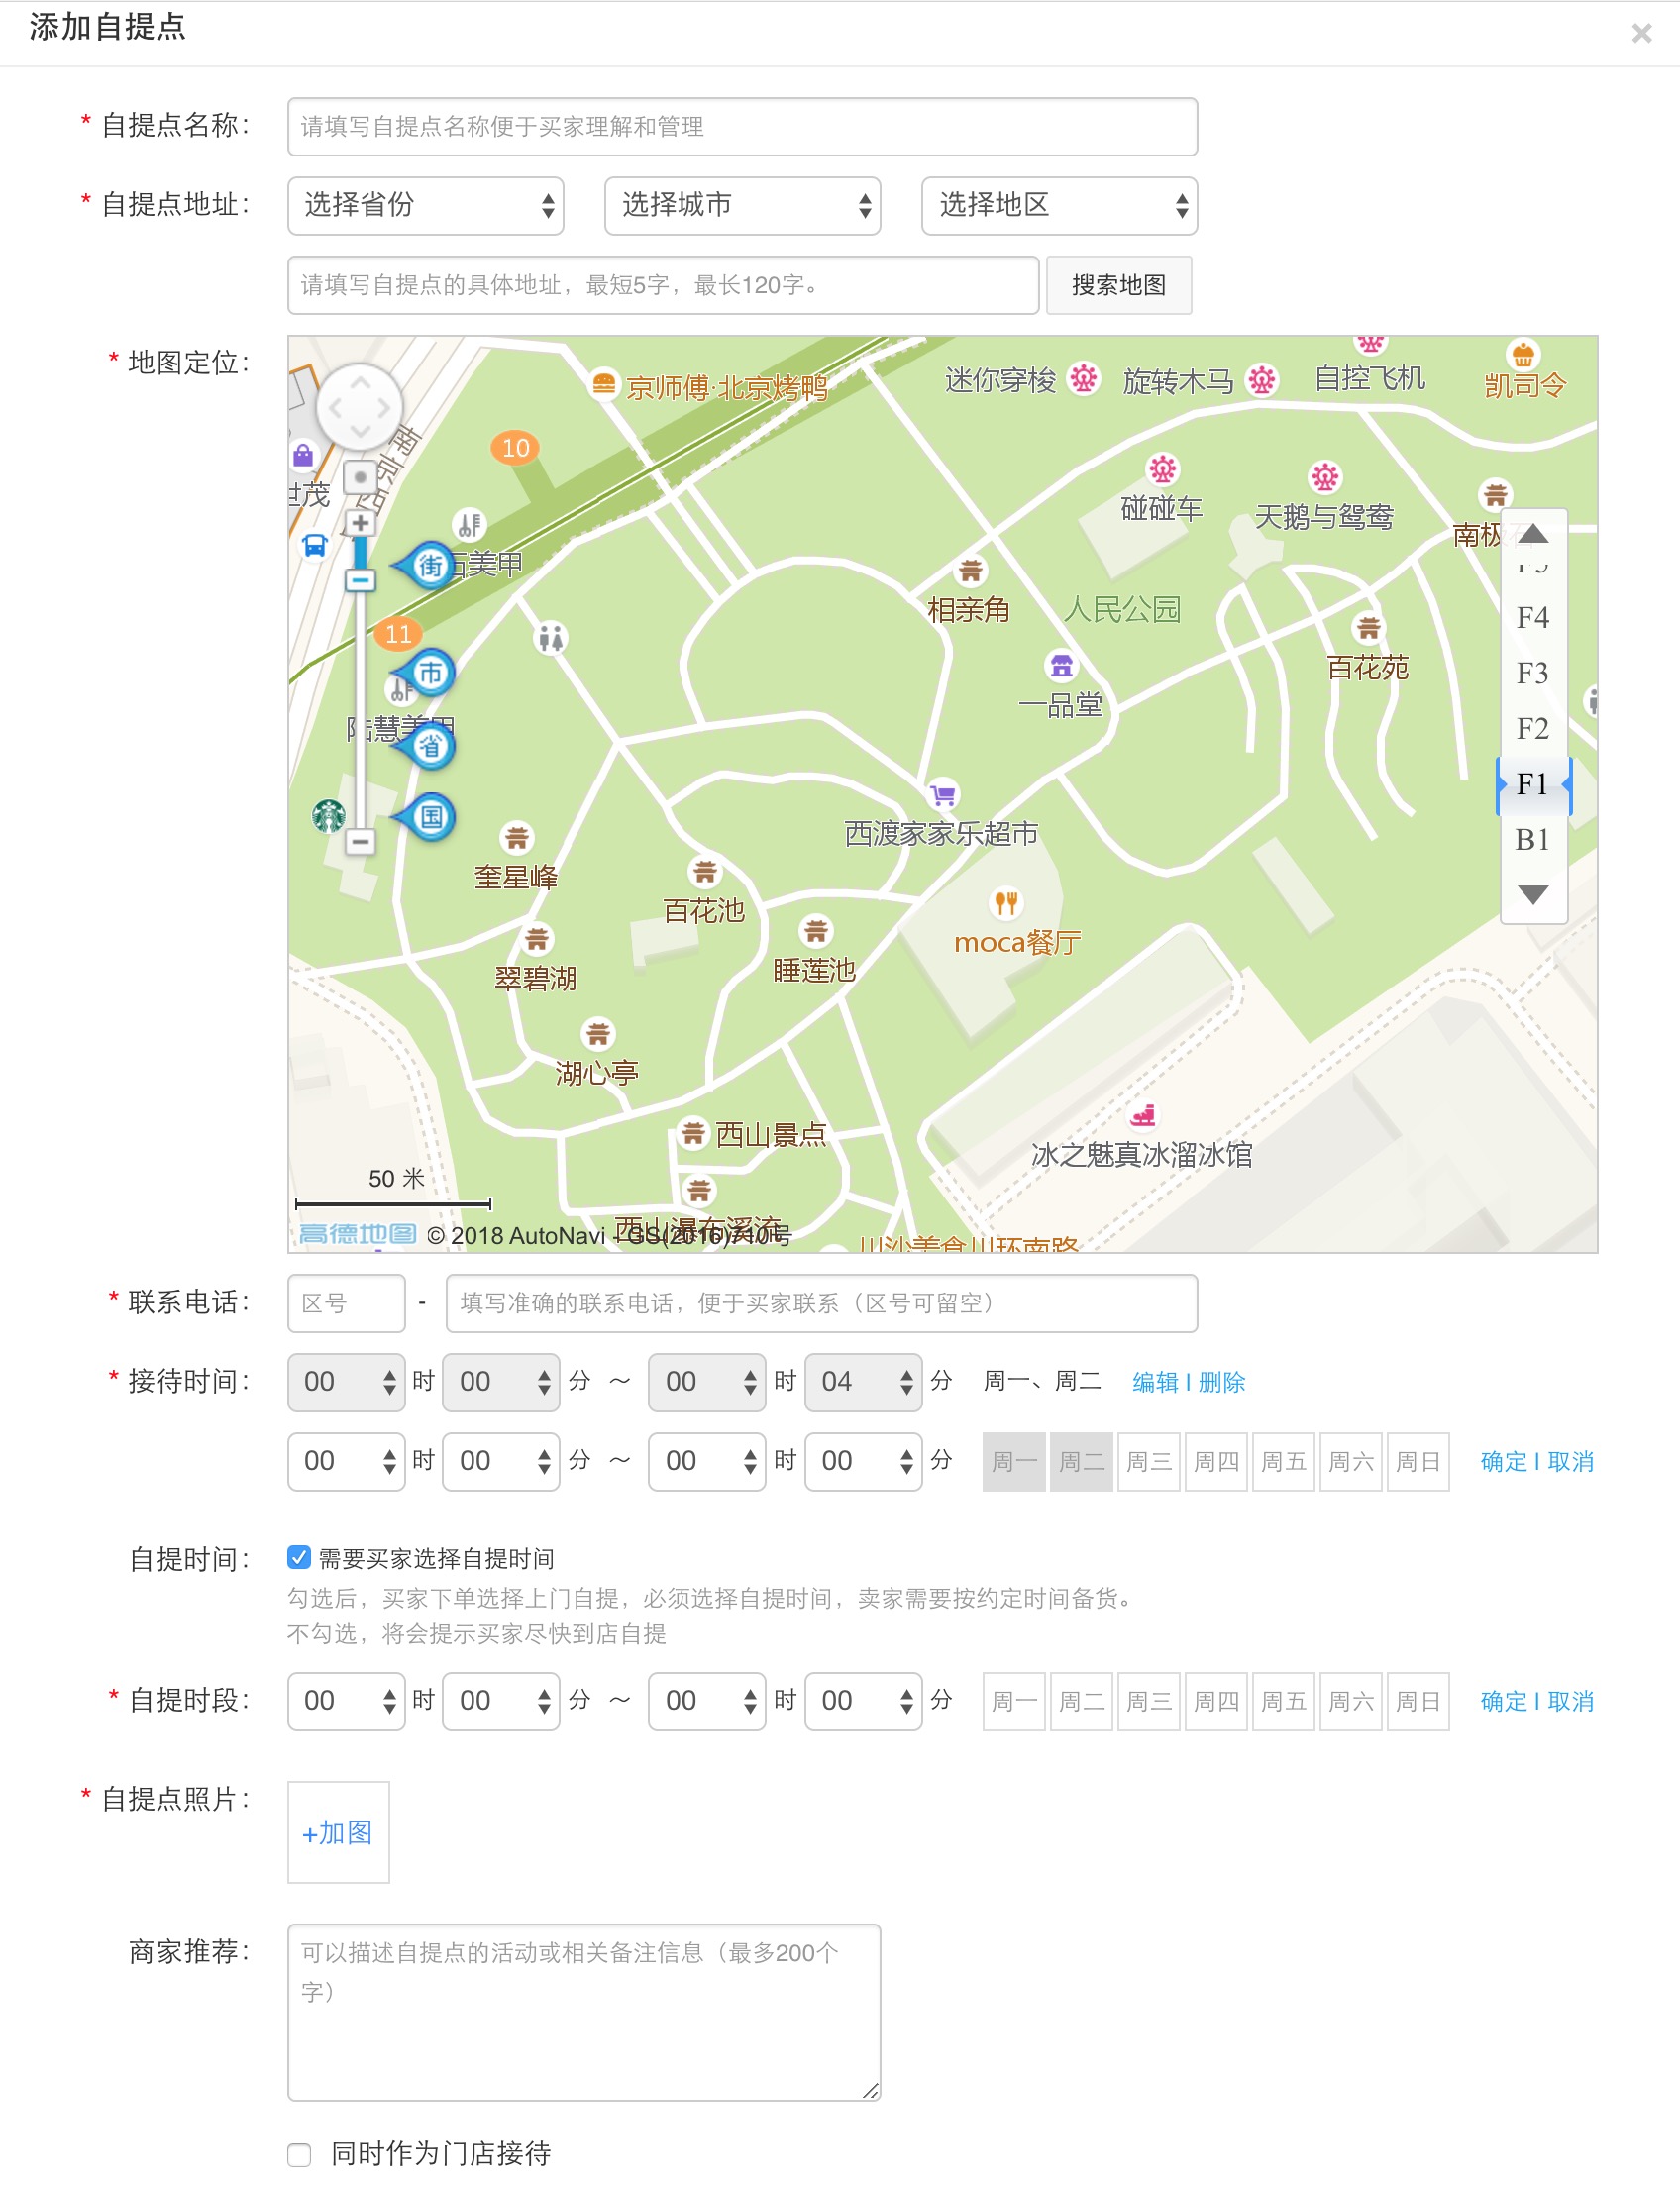 添加自提点 ×
* 自提点名称： 请填写自提点名称便于买家理解和管理
* 自提点地址： 选择省份 选择城市 选择地区
请填写自提点的具体地址，最短5字，最长120字。 搜索地图
* 地图定位：
京师傅·北京烤鸭
迷你穿梭
旋转木马
自控飞机
凯司令
10
碰碰车
天鹅与鸳鸯
世茂
南极
街
美甲
相亲角
人民公园
百花苑
11
市
一品堂
陆慧美甲
省
国
F4
F3
F2
F1
B1
西渡家家乐超市
奎星峰
百花池
moca餐厅
翠碧湖
睡莲池
湖心亭
西山景点
冰之魅真冰溜冰馆
50 米
西山瀑布溪流
高德地图 © 2018 AutoNavi - GS(2016)710号
川沙美食川环南路
* 联系电话： 区号 - 填写准确的联系电话，便于买家联系（区号可留空）
* 接待时间： 00 时 00 分 ～ 00 时 04 分 周一、周二 编辑 | 删除
00 时 00 分 ～ 00 时 00 分 周一 周二 周三 周四 周五 周六 周日 确定 | 取消
自提时间： 需要买家选择自提时间
勾选后，买家下单选择上门自提，必须选择自提时间，卖家需要按约定时间备货。
不勾选，将会提示买家尽快到店自提
* 自提时段： 00 时 00 分 ～ 00 时 00 分 周一 周二 周三 周四 周五 周六 周日 确定 | 取消
* 自提点照片： +加图
商家推荐： 可以描述自提点的活动或相关备注信息（最多200个
字）
同时作为门店接待